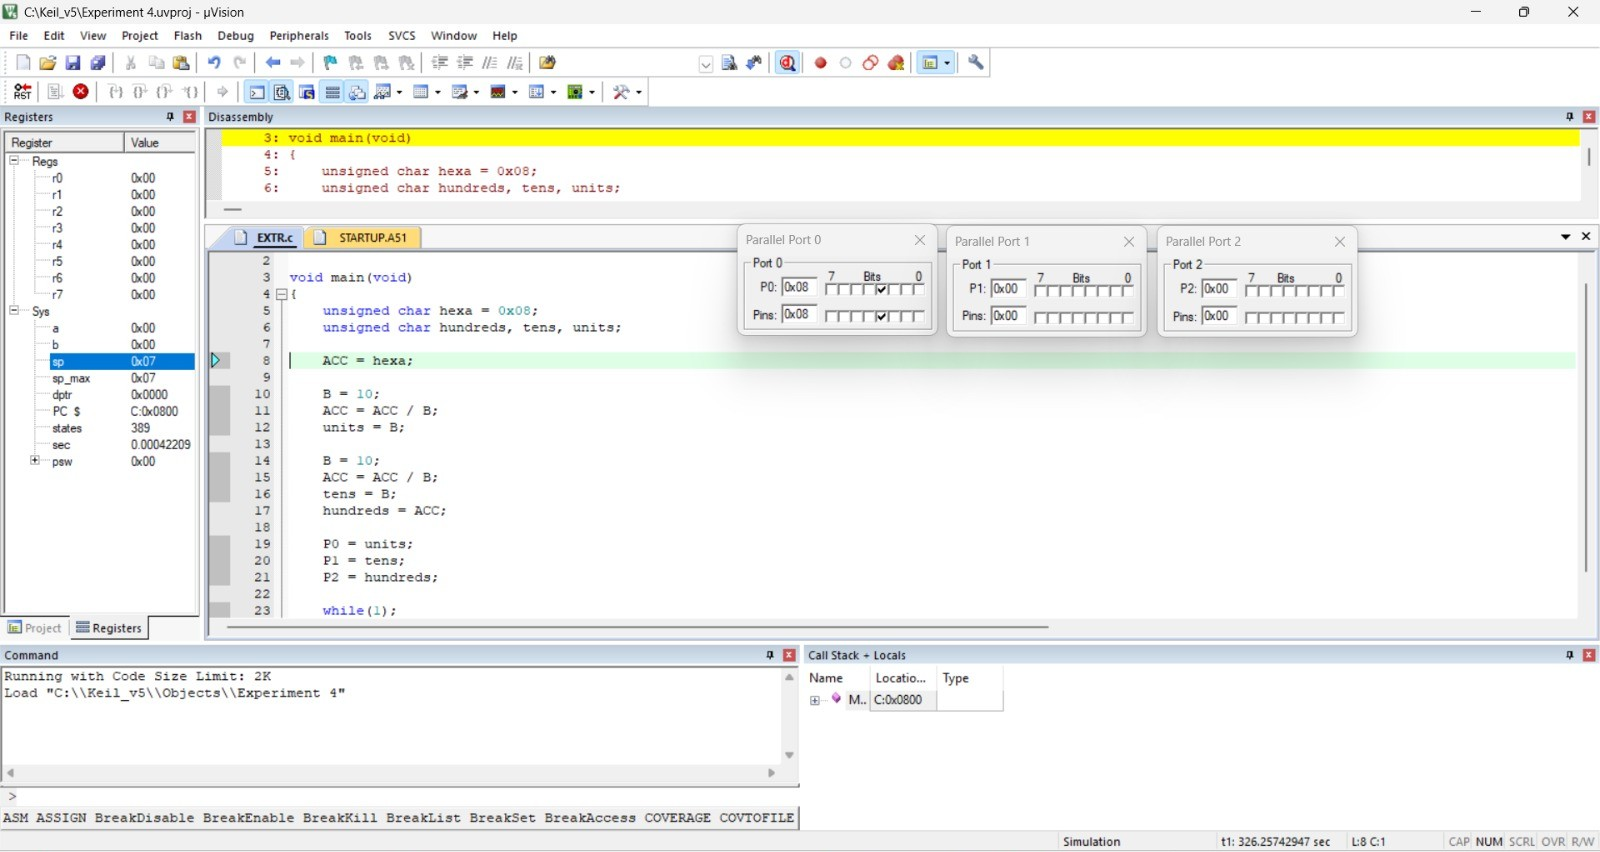 C:\Keil_v5\Experiment 4.uvproj - µVision
File Edit View Project Flash Debug Peripherals Tools SVCS Window Help
RST
Registers
Register Value
Regs
r0 0x00
r1 0x00
r2 0x00
r3 0x00
r4 0x00
r5 0x00
r6 0x00
r7 0x00
Sys
a 0x00
b 0x00
sp 0x07
sp_max 0x07
dptr 0x0000
PC $ C:0x0800
states 389
sec 0.00042209
psw 0x00
Project Registers
Disassembly
3: void main(void)
4: {
5: unsigned char hexa = 0x08;
6: unsigned char hundreds, tens, units;
EXTR.c STARTUP.A51
2
3 void main(void)
4 {
5 unsigned char hexa = 0x08;
6 unsigned char hundreds, tens, units;
7
8 ACC = hexa;
9
10 B = 10;
11 ACC = ACC / B;
12 units = B;
13
14 B = 10;
15 ACC = ACC / B;
16 tens = B;
17 hundreds = ACC;
18
19 P0 = units;
20 P1 = tens;
21 P2 = hundreds;
22
23 while(1);
Parallel Port 0
Port 0
7 Bits 0
P0: 0x08
Pins: 0x08
Parallel Port 1
Port 1
7 Bits 0
P1: 0x00
Pins: 0x00
Parallel Port 2
Port 2
7 Bits 0
P2: 0x00
Pins: 0x00
Command
Running with Code Size Limit: 2K
Load "C:\\Keil_v5\\Objects\\Experiment 4"
>
ASM ASSIGN BreakDisable BreakEnable BreakKill BreakList BreakSet BreakAccess COVERAGE COVTOFILE
Call Stack + Locals
Name Locatio... Type
M.. C:0x0800
Simulation t1: 326.25742947 sec L:8 C:1 CAP NUM SCRL OVR R/W